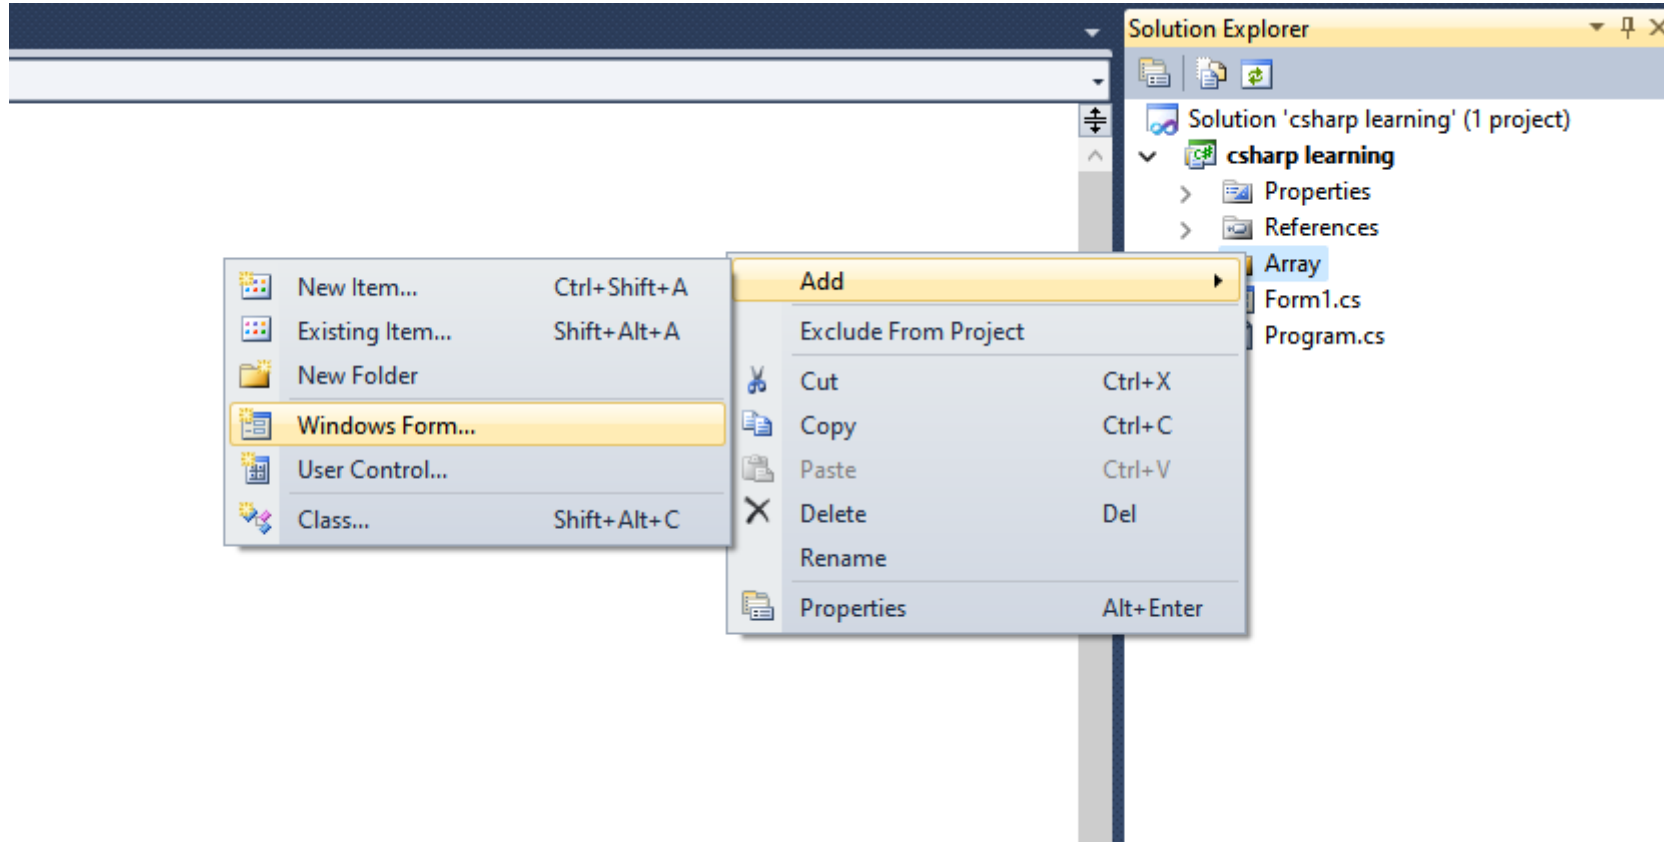 Solution Explorer
Solution 'csharp learning' (1 project)
csharp learning
Properties
References
Array
Form1.cs
Program.cs
Add
Exclude From Project
Cut Ctrl+X
Copy Ctrl+C
Paste Ctrl+V
Delete Del
Rename
Properties Alt+Enter
New Item... Ctrl+Shift+A
Existing Item... Shift+Alt+A
New Folder
Windows Form...
User Control...
Class... Shift+Alt+C